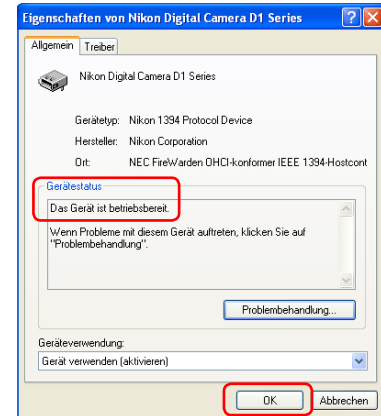 Eigenschaften von Nikon Digital Camera D1 Series
Allgemein Treiber
Nikon Digital Camera D1 Series
Gerätetyp: Nikon 1394 Protocol Device
Hersteller: Nikon Corporation
Ort: NEC FireWarden OHCI-konformer IEEE 1394-Hostcont
Gerätestatus
Das Gerät ist betriebsbereit.
Wenn Probleme mit diesem Gerät auftreten, klicken Sie auf
"Problembehandlung".
Problembehandlung...
Geräteverwendung:
Gerät verwenden (aktivieren)
OK Abbrechen